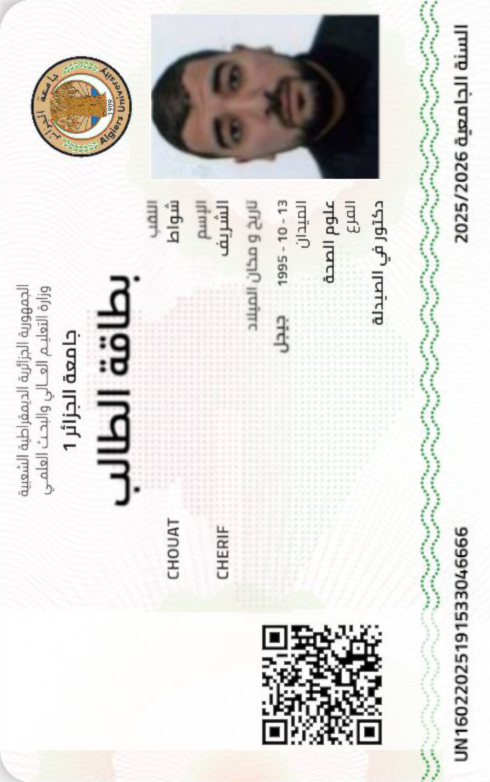 الجمهورية الجزائرية الديمقراطية الشعبية
وزارة التعليم العالي والبحث العلمي
جامعة الجزائر 1
بطاقة الطالب
جامعة الجزائر
1909
Algiers University
اللقب
شواط
CHOUAT
الإسم
الشريف
CHERIF
تاريخ و مكان الميلاد
1995 - 10 - 13 جيجل
الميدان
علوم الصحة
الفرع
دكتور في الصيدلة
UN16022025191533046666
السنة الجامعية 2025/2026